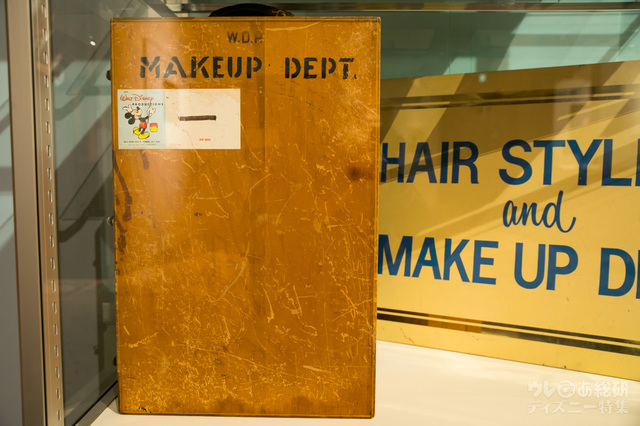 W.D.P.
MAKEUP DEPT.
WALT DISNEY
PRODUCTIONS
HAIR STYLE
and
MAKE UP D
ウレぴあ総研
ディズニー特集